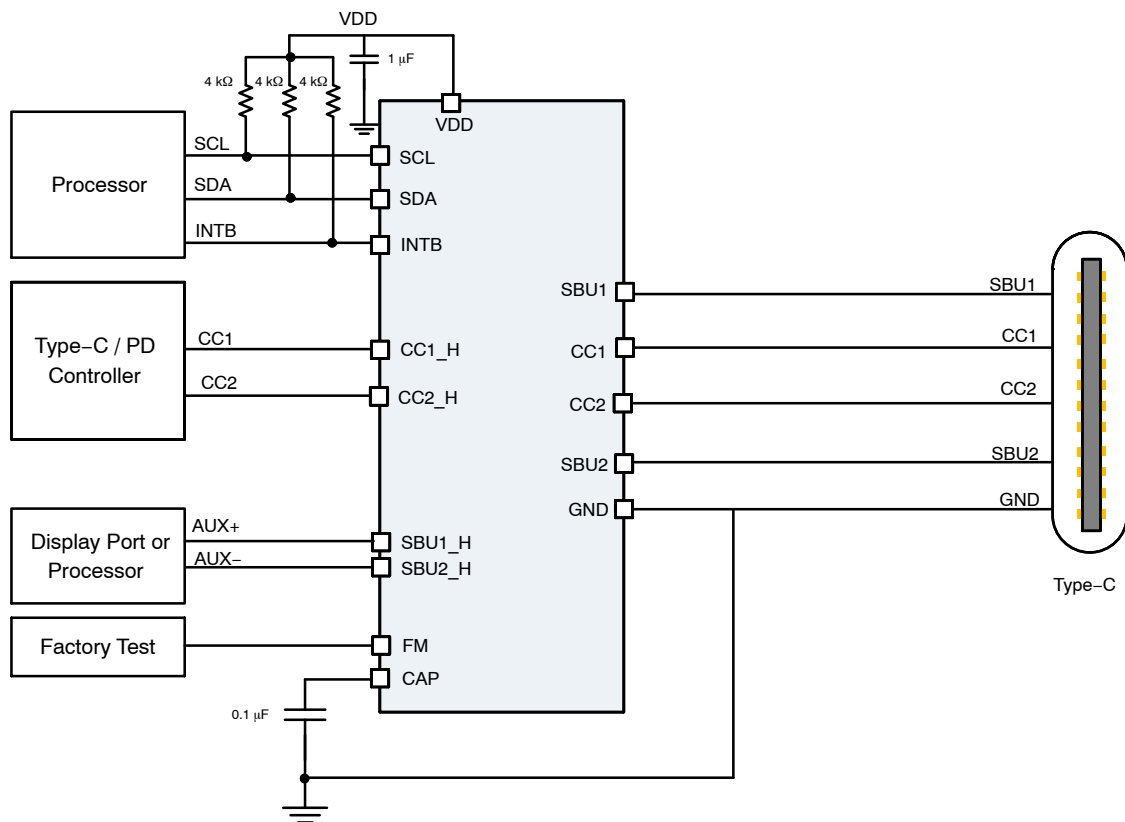 VDD
4 kΩ 4 kΩ 4 kΩ 1 μF
VDD
Processor
SCL
SDA
INTB
SCL
SDA
INTB
Type−C / PD
Controller
CC1
CC2
CC1_H
CC2_H
SBU1
CC1
CC2
SBU2
GND
SBU1
CC1
CC2
SBU2
GND
Type−C
Display Port or
Processor
AUX+
AUX−
SBU1_H
SBU2_H
Factory Test
FM
CAP
0.1 μF